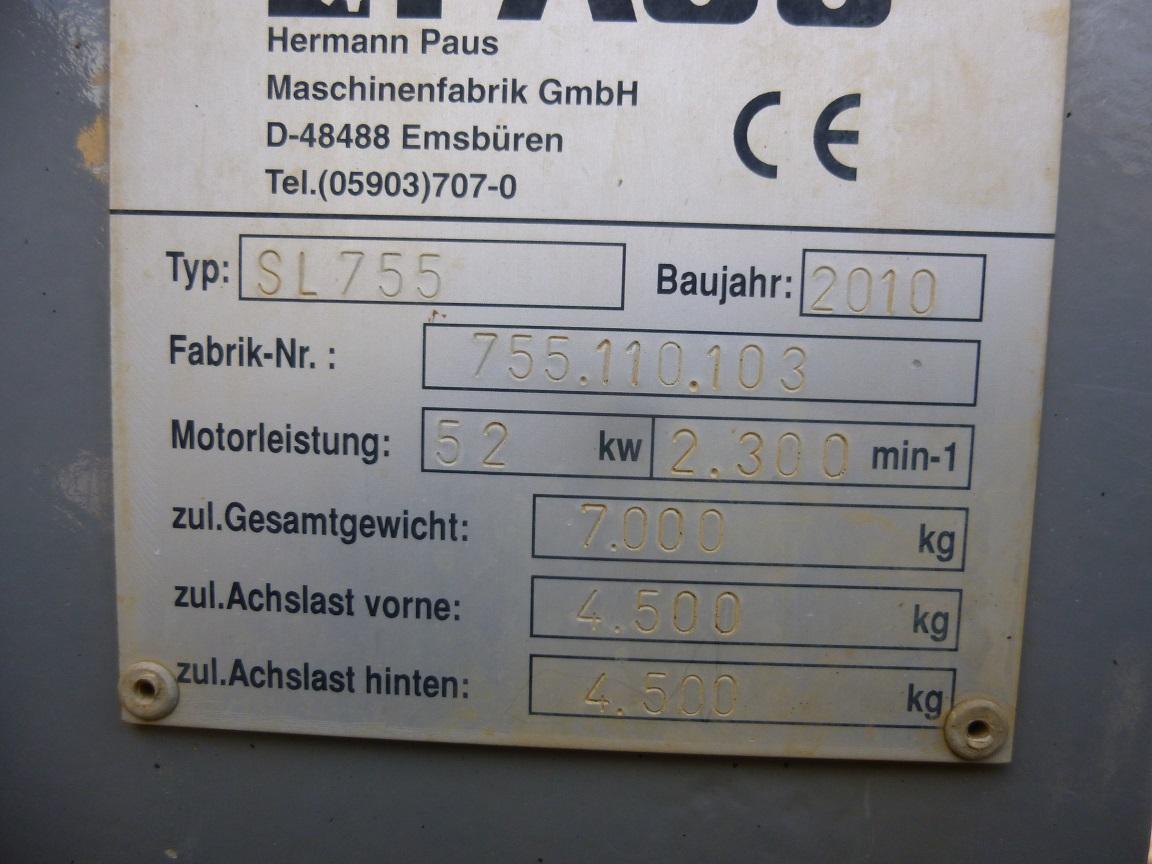 Hermann Paus
Maschinenfabrik GmbH
D-48488 Emsbüren
Tel.(05903)707-0
CE
Typ: SL755 Baujahr: 2010
Fabrik-Nr. : 755.110.103
Motorleistung: 52 kw 2.300 min-1
zul.Gesamtgewicht: 7.000 kg
zul.Achslast vorne: 4.500 kg
zul.Achslast hinten: 4.500 kg